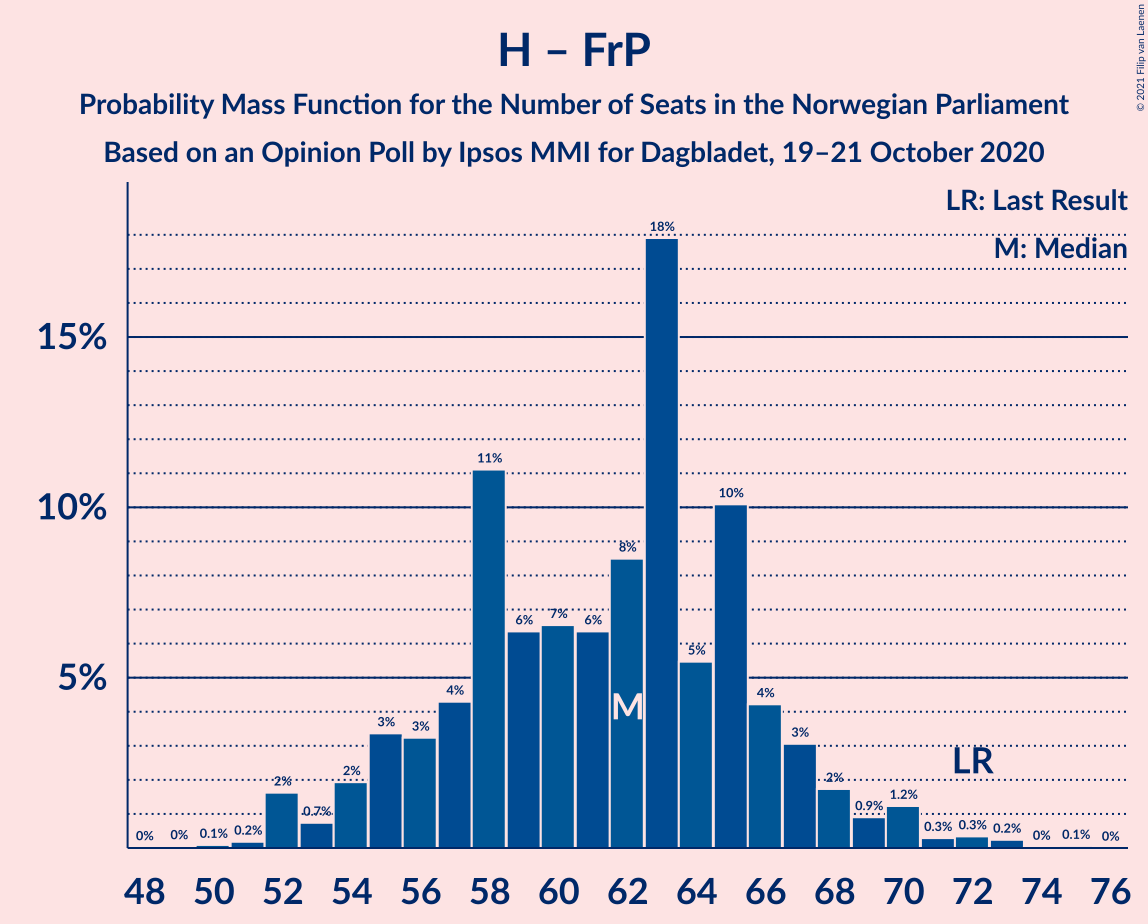 © 2021 Filip van Laenen
H – FrP
Probability Mass Function for the Number of Seats in the Norwegian Parliament
Based on an Opinion Poll by Ipsos MMI for Dagbladet, 19–21 October 2020
LR: Last Result
M: Median
15%
10%
5%
0% 0% 0.1% 0.2% 2% 0.7% 2% 3% 3% 4% 11% 6% 7% 6% 8% 18% 5% 10% 4% 3% 2% 0.9% 1.2% 0.3% 0.3% 0.2% 0% 0.1% 0%
M
LR
48 50 52 54 56 58 60 62 64 66 68 70 72 74 76